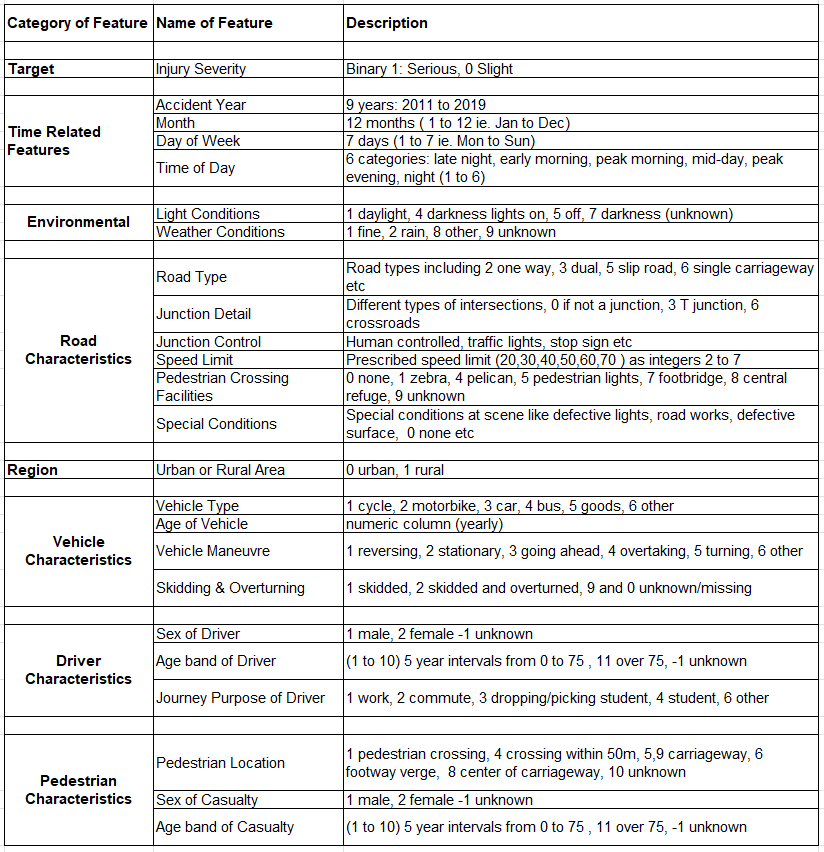 Category of Feature Name of Feature Description
Target Injury Severity Binary 1: Serious, 0 Slight
Time Related
Features
Accident Year 9 years: 2011 to 2019
Month 12 months ( 1 to 12 ie. Jan to Dec)
Day of Week 7 days (1 to 7 ie. Mon to Sun)
Time of Day 6 categories: late night, early morning, peak morning, mid-day, peak
evening, night (1 to 6)
Environmental
Light Conditions 1 daylight, 4 darkness lights on, 5 off, 7 darkness (unknown)
Weather Conditions 1 fine, 2 rain, 8 other, 9 unknown
Road
Characteristics
Road Type Road types including 2 one way, 3 dual, 5 slip road, 6 single carriageway
etc
Junction Detail Different types of intersections, 0 if not a junction, 3 T junction, 6
crossroads
Junction Control Human controlled, traffic lights, stop sign etc
Speed Limit Prescribed speed limit (20,30,40,50,60,70 ) as integers 2 to 7
Pedestrian Crossing
Facilities
0 none, 1 zebra, 4 pelican, 5 pedestrian lights, 7 footbridge, 8 central
refuge, 9 unknown
Special Conditions Special conditions at scene like defective lights, road works, defective
surface, 0 none etc
Region Urban or Rural Area 0 urban, 1 rural
Vehicle
Characteristics
Vehicle Type 1 cycle, 2 motorbike, 3 car, 4 bus, 5 goods, 6 other
Age of Vehicle numeric column (yearly)
Vehicle Maneuvre 1 reversing, 2 stationary, 3 going ahead, 4 overtaking, 5 turning, 6 other
Skidding & Overturning 1 skidded, 2 skidded and overturned, 9 and 0 unknown/missing
Driver
Characteristics
Sex of Driver 1 male, 2 female -1 unknown
Age band of Driver (1 to 10) 5 year intervals from 0 to 75 , 11 over 75, -1 unknown
Journey Purpose of Driver 1 work, 2 commute, 3 dropping/picking student, 4 student, 6 other
Pedestrian
Characteristics
Pedestrian Location 1 pedestrian crossing, 4 crossing within 50m, 5,9 carriageway, 6
footway verge, 8 center of carriageway, 10 unknown
Sex of Casualty 1 male, 2 female -1 unknown
Age band of Casualty (1 to 10) 5 year intervals from 0 to 75 , 11 over 75, -1 unknown